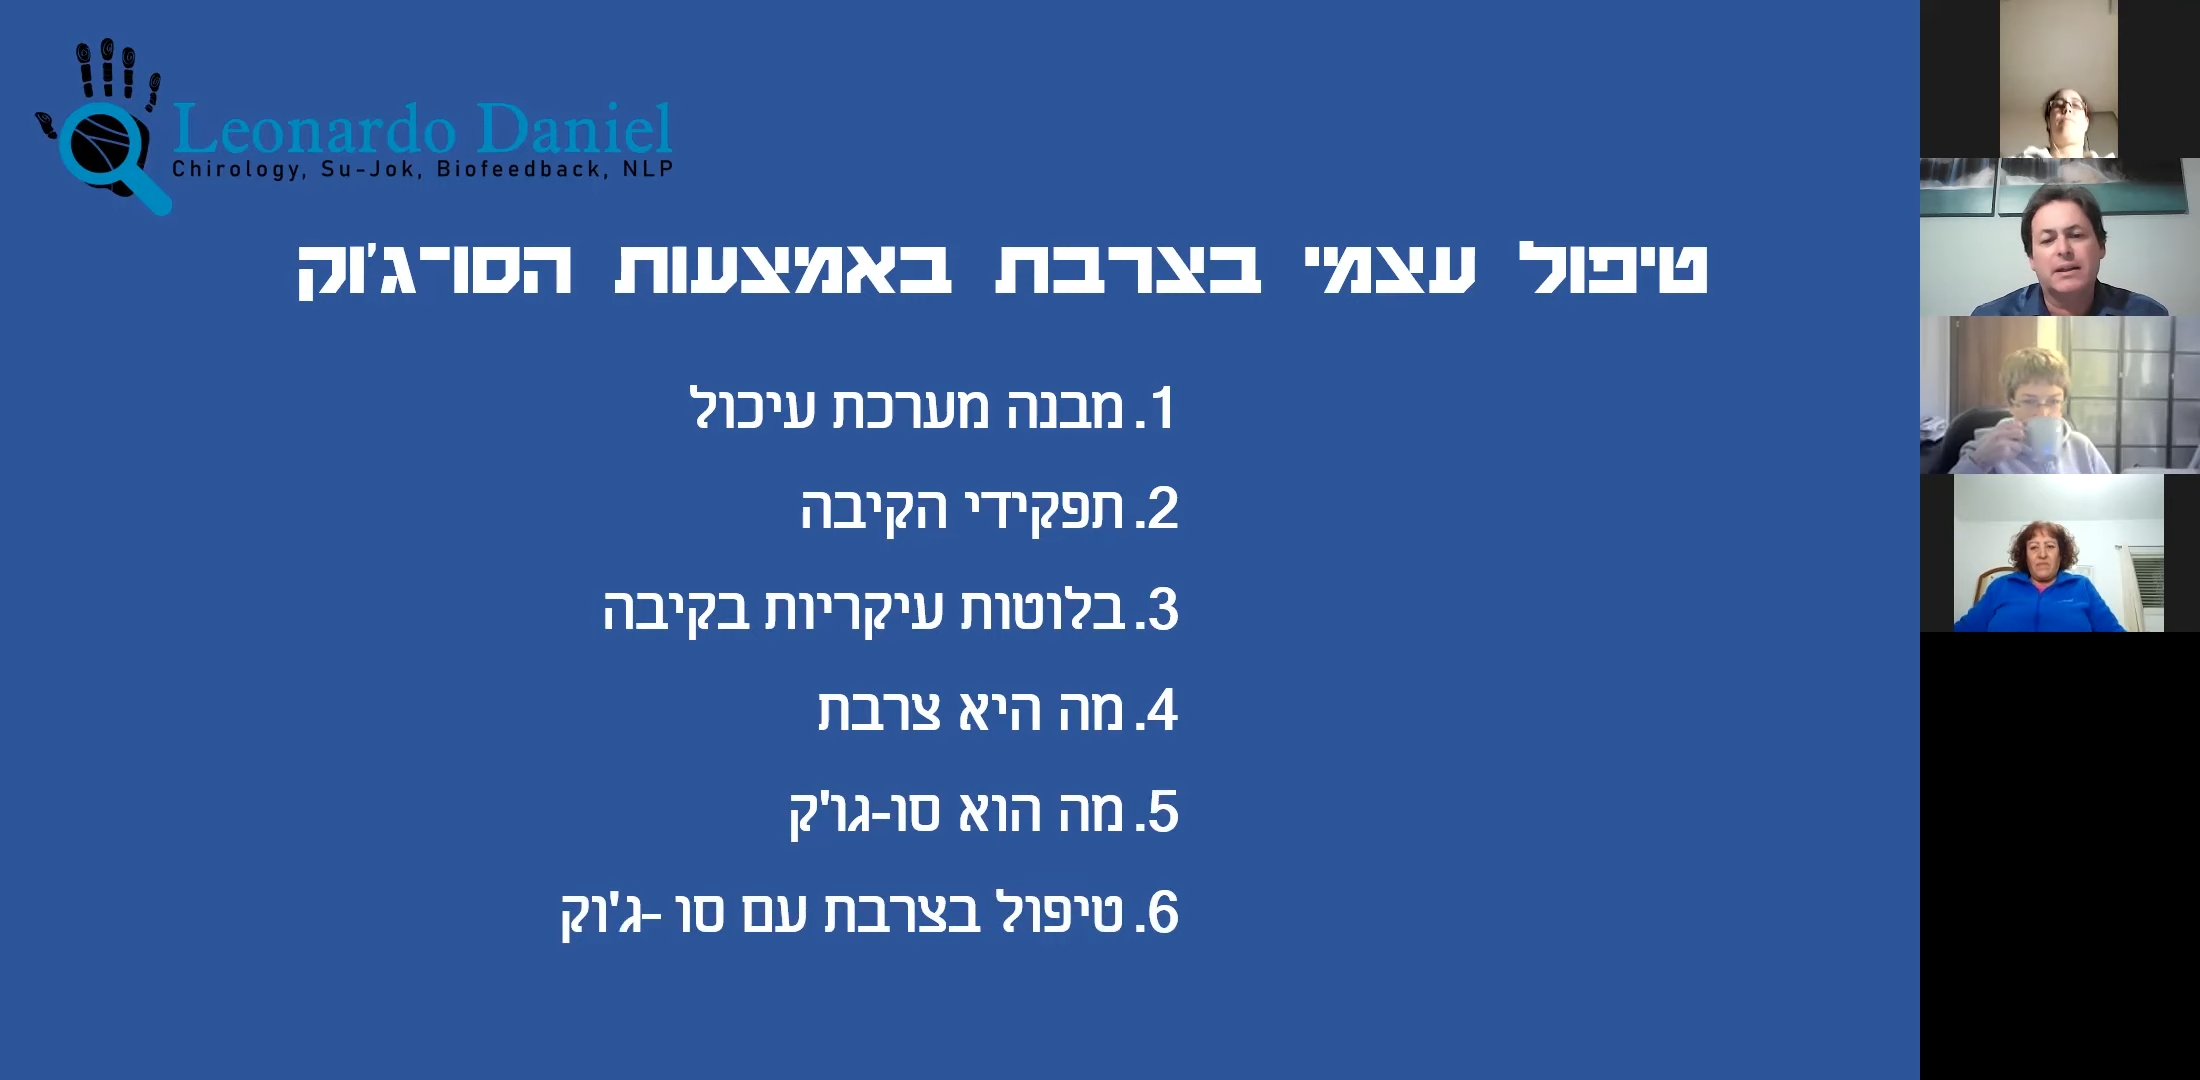 Leonardo Daniel
Chirology, Su-Jok, Biofeedback, NLP
טיפול עצמי בצרבת באמצעות הסו-ג'וק
1. מבנה מערכת עיכול
2. תפקידי הקיבה
3. בלוטות עיקריות בקיבה
4. מה היא צרבת
5. מה הוא סו-גו'ק
6. טיפול בצרבת עם סו -ג'וק